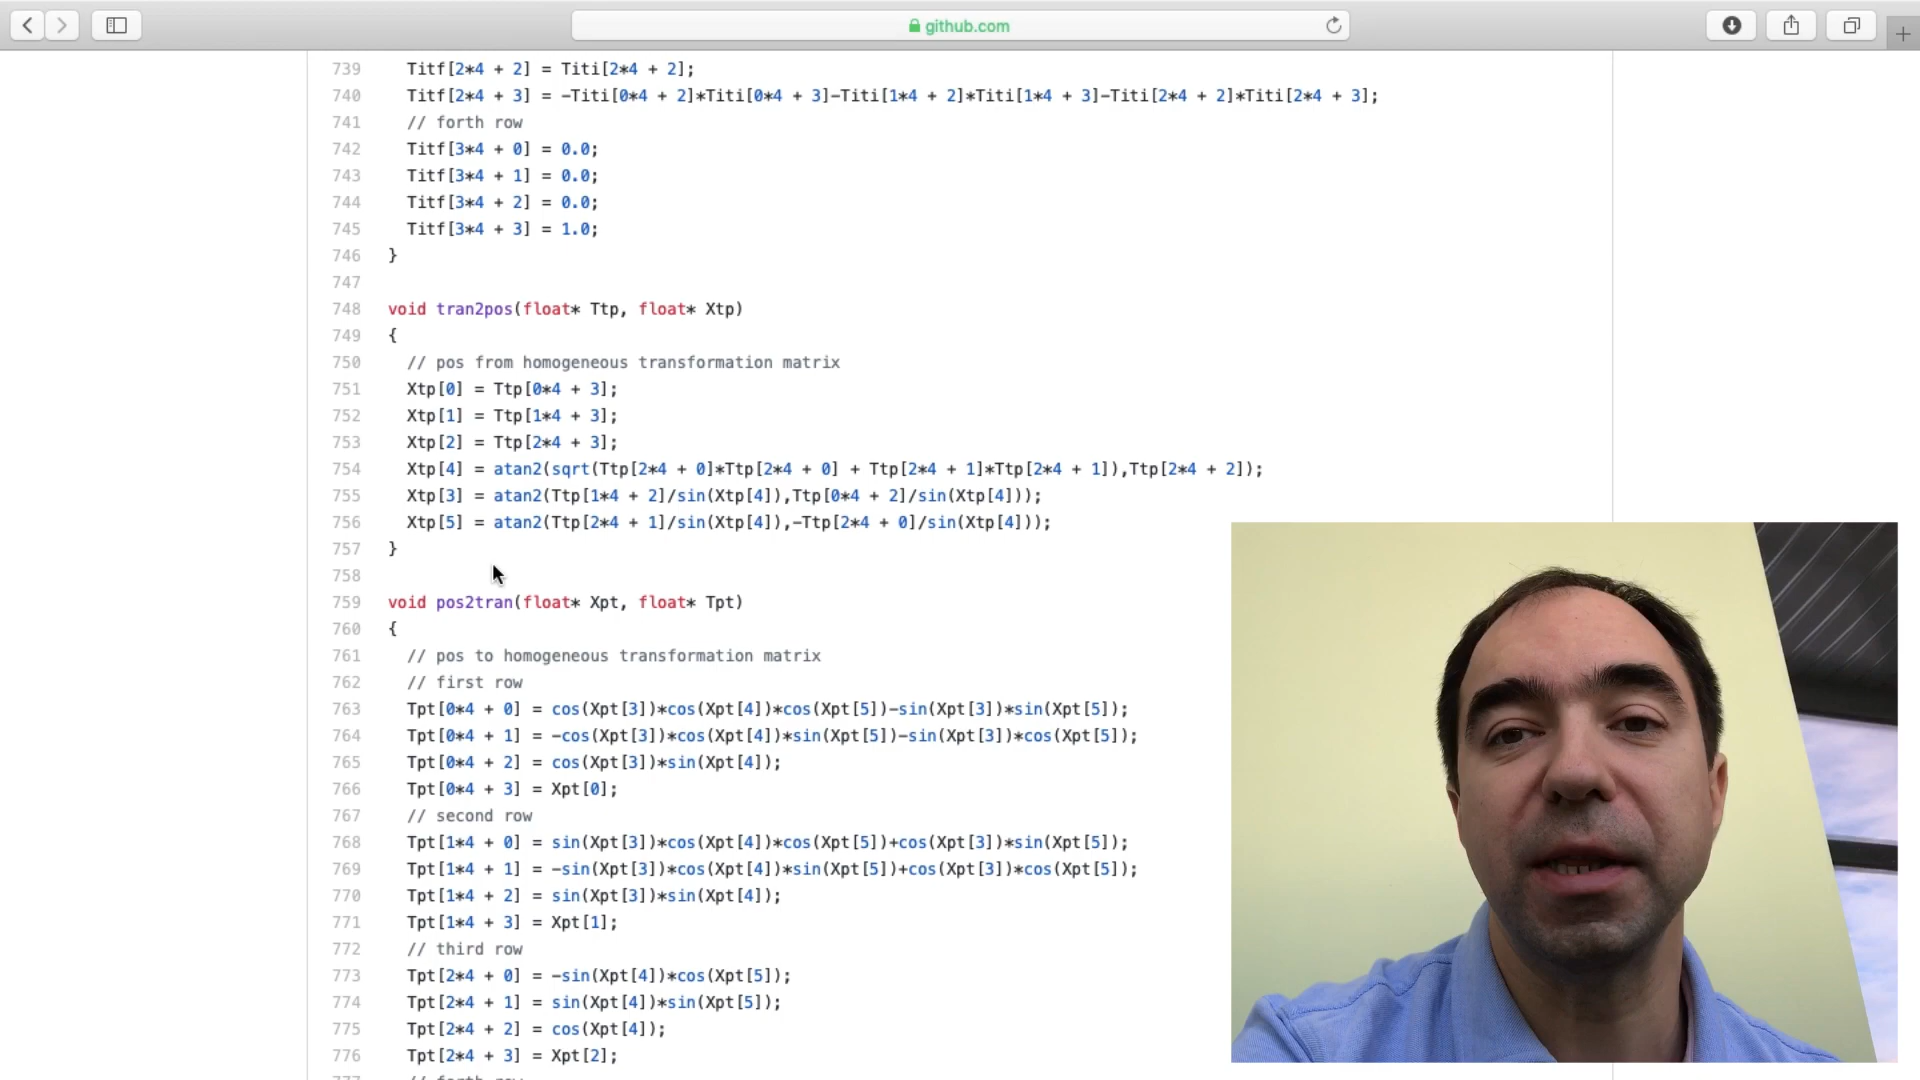 github.com
739 Titf[2*4 + 2] = Titi[2*4 + 2];
740 Titf[2*4 + 3] = -Titi[0*4 + 2]*Titi[0*4 + 3]-Titi[1*4 + 2]*Titi[1*4 + 3]-Titi[2*4 + 2]*Titi[2*4 + 3];
741 // forth row
742 Titf[3*4 + 0] = 0.0;
743 Titf[3*4 + 1] = 0.0;
744 Titf[3*4 + 2] = 0.0;
745 Titf[3*4 + 3] = 1.0;
746 }
747
748 void tran2pos(float* Ttp, float* Xtp)
749 {
750 // pos from homogeneous transformation matrix
751 Xtp[0] = Ttp[0*4 + 3];
752 Xtp[1] = Ttp[1*4 + 3];
753 Xtp[2] = Ttp[2*4 + 3];
754 Xtp[4] = atan2(sqrt(Ttp[2*4 + 0]*Ttp[2*4 + 0] + Ttp[2*4 + 1]*Ttp[2*4 + 1]),Ttp[2*4 + 2]);
755 Xtp[3] = atan2(Ttp[1*4 + 2]/sin(Xtp[4]),Ttp[0*4 + 2]/sin(Xtp[4]));
756 Xtp[5] = atan2(Ttp[2*4 + 1]/sin(Xtp[4]),-Ttp[2*4 + 0]/sin(Xtp[4]));
757 }
758
759 void pos2tran(float* Xpt, float* Tpt)
760 {
761 // pos to homogeneous transformation matrix
762 // first row
763 Tpt[0*4 + 0] = cos(Xpt[3])*cos(Xpt[4])*cos(Xpt[5])-sin(Xpt[3])*sin(Xpt[5]);
764 Tpt[0*4 + 1] = -cos(Xpt[3])*cos(Xpt[4])*sin(Xpt[5])-sin(Xpt[3])*cos(Xpt[5]);
765 Tpt[0*4 + 2] = cos(Xpt[3])*sin(Xpt[4]);
766 Tpt[0*4 + 3] = Xpt[0];
767 // second row
768 Tpt[1*4 + 0] = sin(Xpt[3])*cos(Xpt[4])*cos(Xpt[5])+cos(Xpt[3])*sin(Xpt[5]);
769 Tpt[1*4 + 1] = -sin(Xpt[3])*cos(Xpt[4])*sin(Xpt[5])+cos(Xpt[3])*cos(Xpt[5]);
770 Tpt[1*4 + 2] = sin(Xpt[3])*sin(Xpt[4]);
771 Tpt[1*4 + 3] = Xpt[1];
772 // third row
773 Tpt[2*4 + 0] = -sin(Xpt[4])*cos(Xpt[5]);
774 Tpt[2*4 + 1] = sin(Xpt[4])*sin(Xpt[5]);
775 Tpt[2*4 + 2] = cos(Xpt[4]);
776 Tpt[2*4 + 3] = Xpt[2];